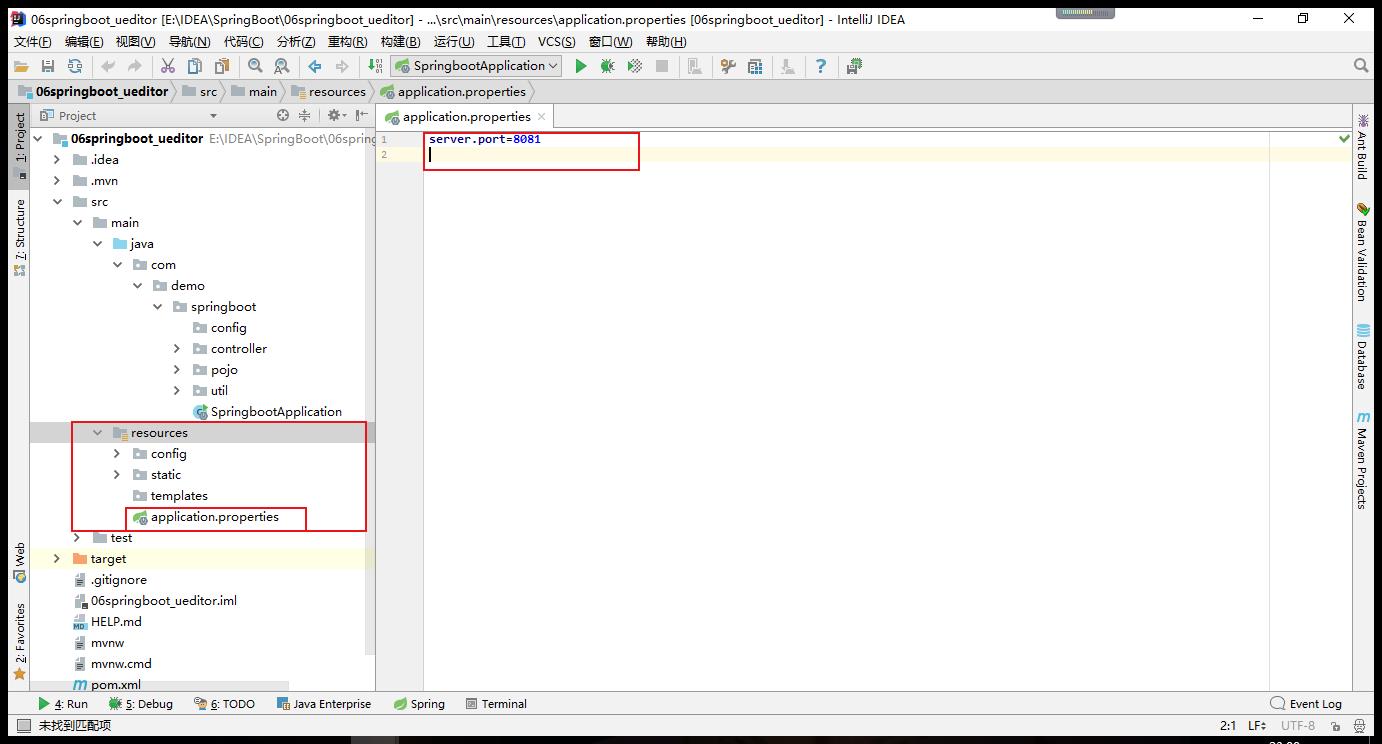 06springboot_ueditor [E:\IDEA\SpringBoot\06springboot_ueditor] - ...\src\main\resources\application.properties [06springboot_ueditor] - IntelliJ IDEA
文件(F) 编辑(E) 视图(V) 导航(N) 代码(C) 分析(Z) 重构(R) 构建(B) 运行(U) 工具(T) VCS(S) 窗口(W) 帮助(H)
SpringbootApplication
06springboot_ueditor src main resources application.properties
Project
application.properties
1: Project
7: Structure
Web
2: Favorites
06springboot_ueditor E:\IDEA\SpringBoot\06spring
.idea
.mvn
src
main
java
com
demo
springboot
config
controller
pojo
util
SpringbootApplication
resources
config
static
templates
application.properties
test
target
.gitignore
06springboot_ueditor.iml
HELP.md
mvnw
mvnw.cmd
pom.xml
1 server.port=8081
2
Ant Build
Bean Validation
Database
Maven Projects
4: Run 5: Debug 6: TODO Java Enterprise Spring Terminal Event Log
未找到匹配项 2:1 LF UTF-8